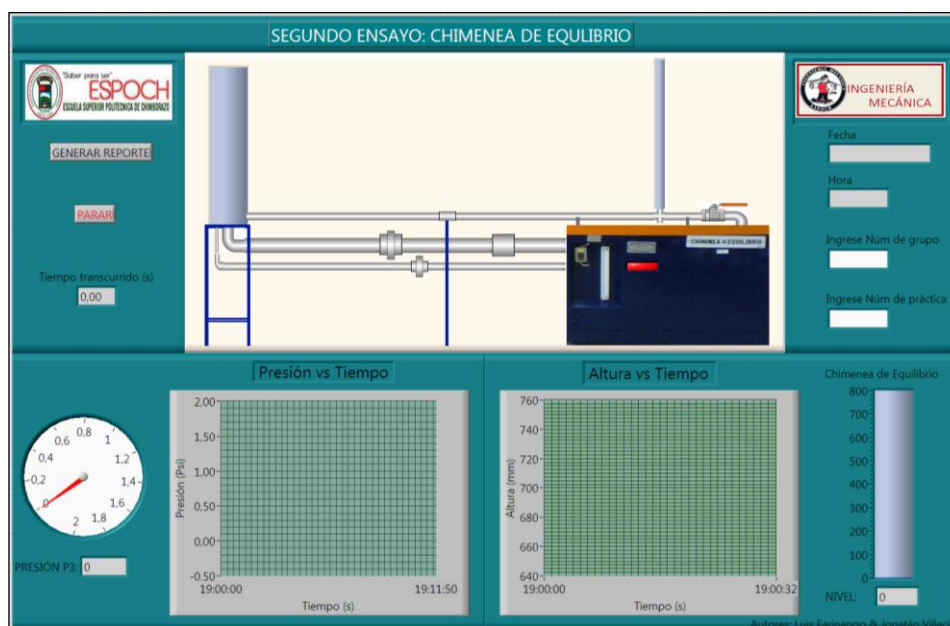 SEGUNDO ENSAYO: CHIMENEA DE EQULIBRIO
"Saber para ser"
ESPOCH
ESCUELA SUPERIOR POLITECNICA DE CHIMBORAZO
GENERAR REPORTE
PARAR
Tiempo transcurrido (s)
0,00
CHIMENEA DE EQUILIBRIO
INGENIERÍA
MECÁNICA
Fecha
Hora
Ingrese Núm de grupo
Ingrese Núm de práctica
0
0,2
0,4
0,6
0,8
1
1,2
1,4
1,6
1,8
2
PRESIÓN P3: 0
Presión vs Tiempo
Presión (Psi)
2,00
1,50
1,00
0,50
0,00
-0,50
19:00:00 19:11:50
Tiempo (s)
Altura vs Tiempo
Altura (mm)
760
740
720
700
680
660
640
19:00:00 19:00:32
Tiempo (s)
Chimenea de Equilibrio
800
700
600
500
400
300
200
100
0
NIVEL: 0
Autores: Luis Farinango & Jonatán Villag